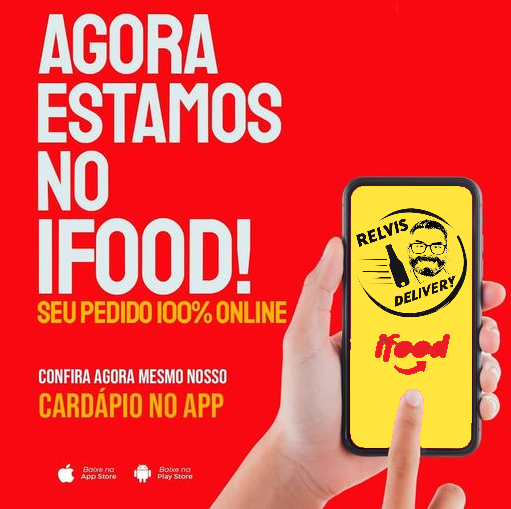 AGORA
ESTAMOS
NO
IFOOD!
SEU PEDIDO 100% ONLINE
CONFIRA AGORA MESMO NOSSO
CARDÁPIO NO APP
Baixe na
App Store
Baixe na
Play Store
RELVIS
DELIVERY
ifood